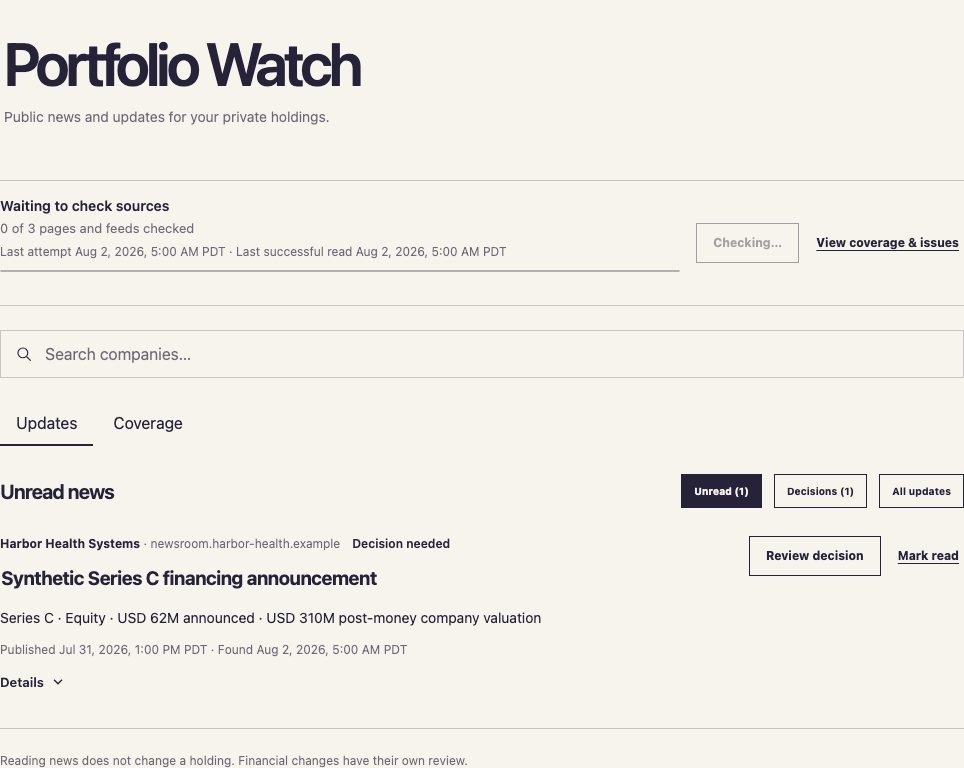 Portfolio Watch
Public news and updates for your private holdings.
Waiting to check sources
0 of 3 pages and feeds checked
Last attempt Aug 2, 2026, 5:00 AM PDT · Last successful read Aug 2, 2026, 5:00 AM PDT
Checking...
View coverage & issues
Search companies...
Updates Coverage
Unread news
Unread (1) Decisions (1) All updates
Harbor Health Systems · newsroom.harbor-health.example Decision needed
Review decision Mark read
Synthetic Series C financing announcement
Series C · Equity · USD 62M announced · USD 310M post-money company valuation
Published Jul 31, 2026, 1:00 PM PDT · Found Aug 2, 2026, 5:00 AM PDT
Details
Reading news does not change a holding. Financial changes have their own review.